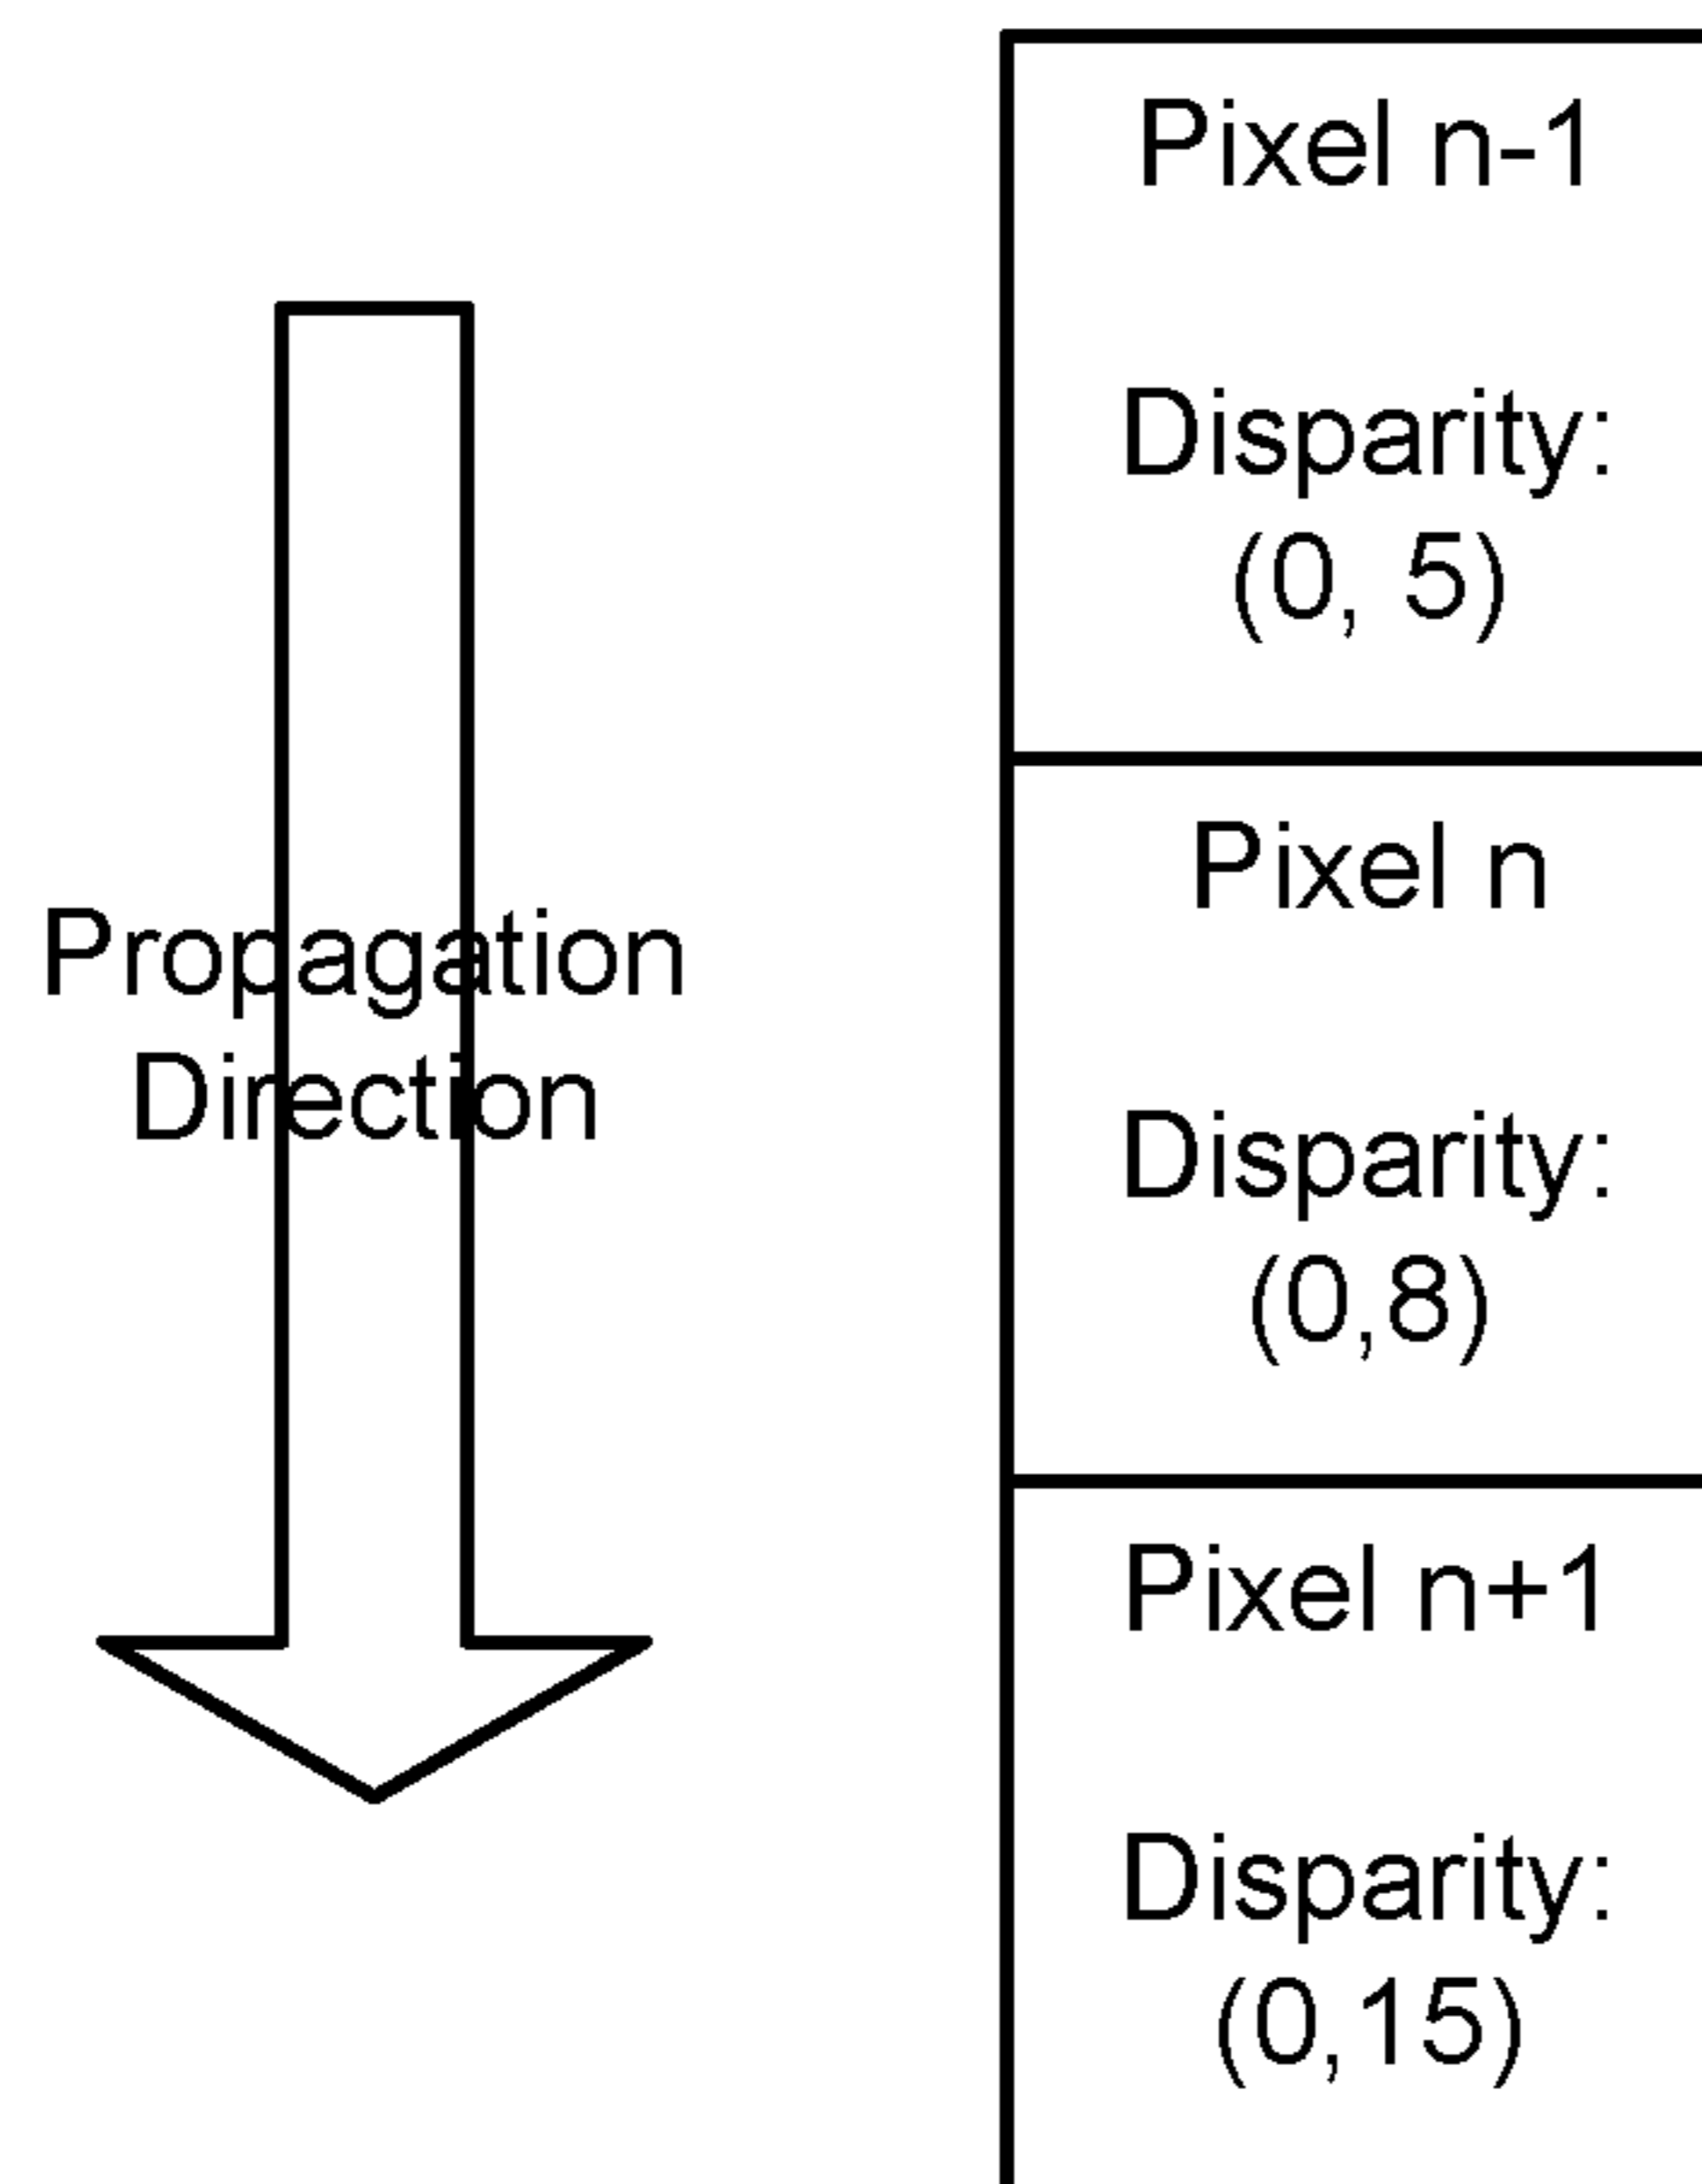 Propagation
Direction
Pixel n-1
Disparity:
(0, 5)
Pixel n
Disparity:
(0,8)
Pixel n+1
Disparity:
(0,15)